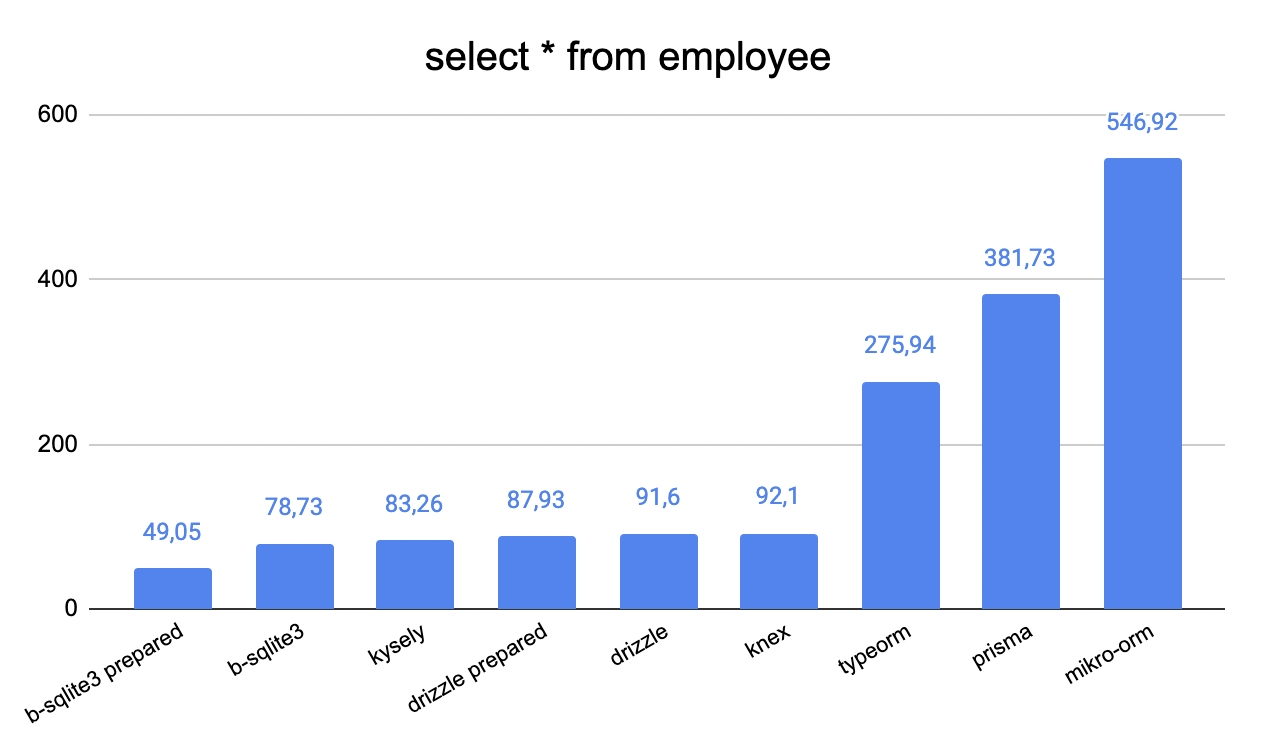 select * from employee
600
400
200
0
49,05
78,73
83,26
87,93
91,6
92,1
275,94
381,73
546,92
b-sqlite3 prepared
b-sqlite3
kysely
drizzle prepared
drizzle
knex
typeorm
prisma
mikro-orm